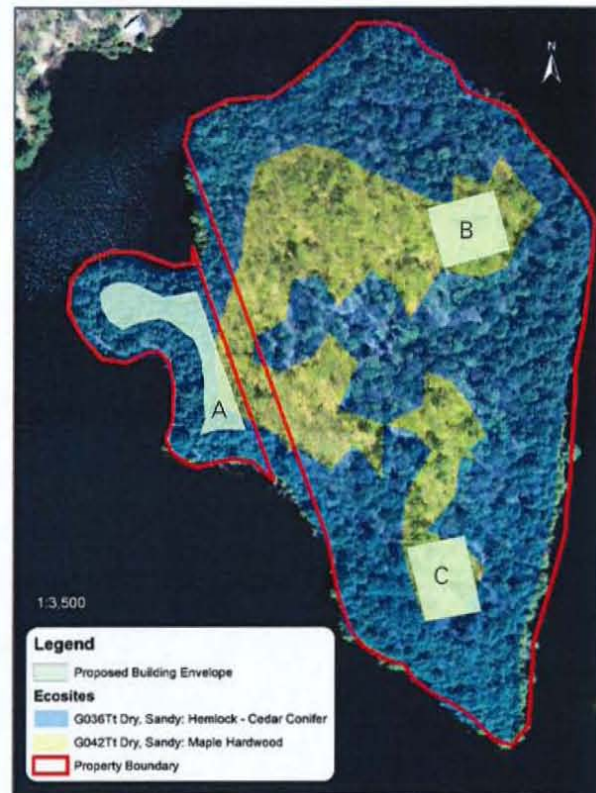 N
B
A
C
1:3,500
Legend
Proposed Building Envelope
Ecosites
G036Tt Dry, Sandy: Hemlock - Cedar Conifer
G042Tt Dry, Sandy: Maple Hardwood
Property Boundary